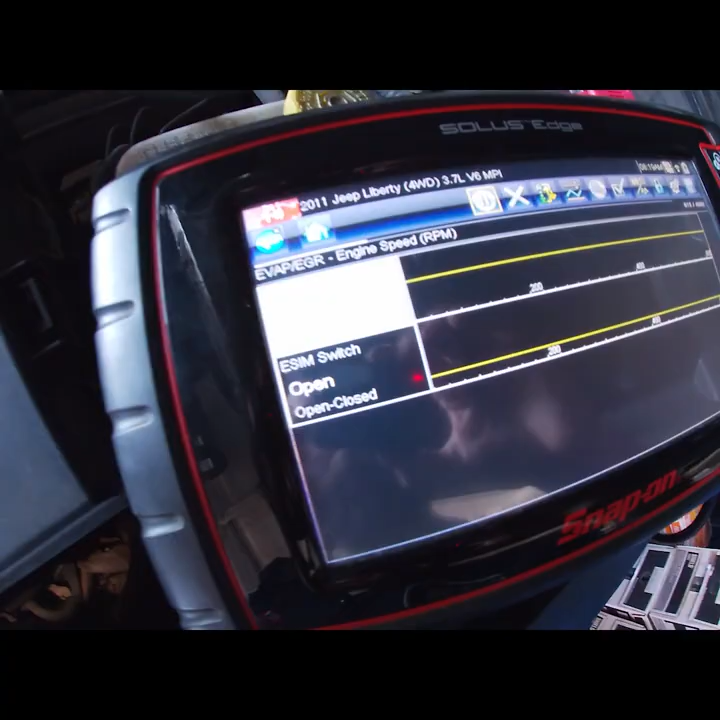 SOLUS Edge
2011 Jeep Liberty (4WD) 3.7L V6 MPI
EVAP/EGR - Engine Speed (RPM)
200
400
ESIM Switch
Open
Open-Closed
200
400
Snap-on